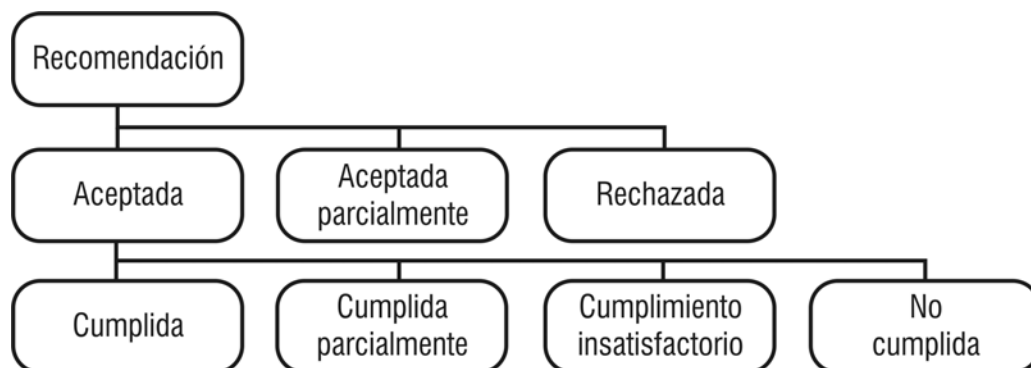 Recomendación
Aceptada
Aceptada
parcialmente
Rechazada
Cumplida
Cumplida
parcialmente
Cumplimiento
insatisfactorio
No
cumplida